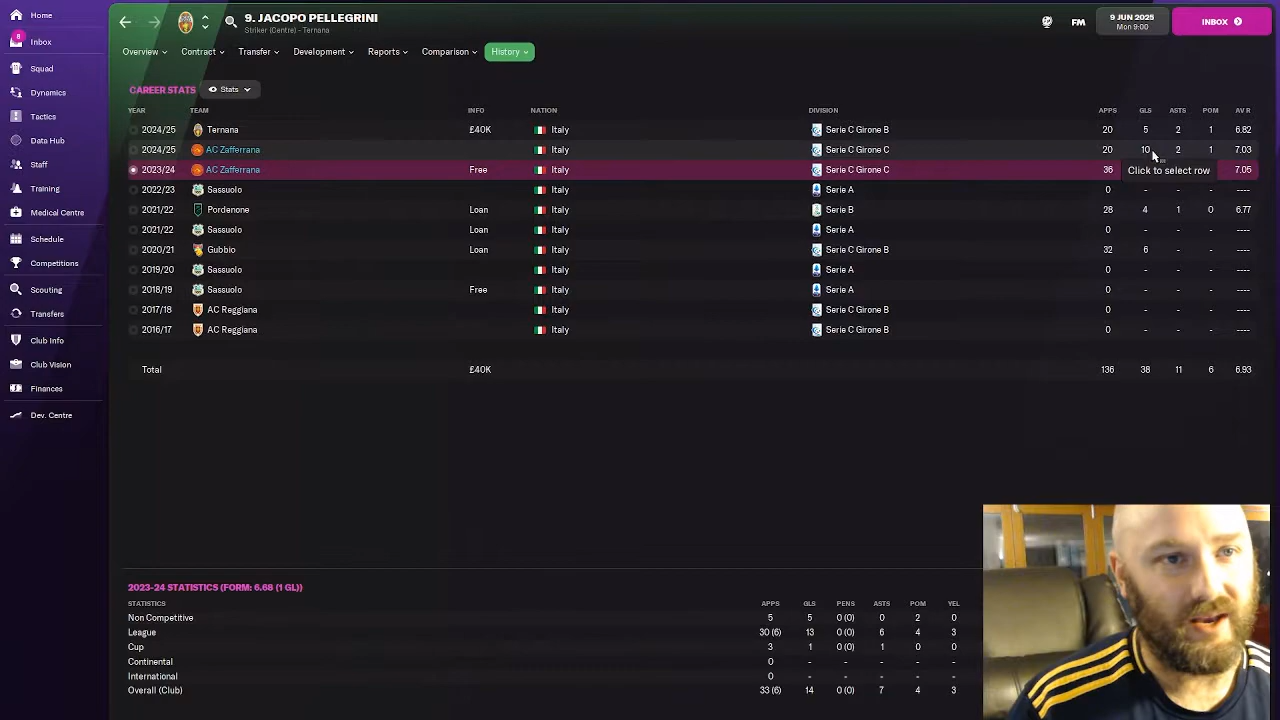 Home
9. JACOPO PELLEGRINI
Striker (Centre) - Ternana
FM
9 JUN 2025
Mon 9:00
INBOX
8
Inbox
Squad
Dynamics
Tactics
Data Hub
Staff
Training
Medical Centre
Schedule
Competitions
Scouting
Transfers
Club Info
Club Vision
Finances
Dev. Centre
Overview Contract Transfer Development Reports Comparison History
CAREER STATS Stats
YEAR TEAM INFO NATION DIVISION APPS GLS ASTS POM AV R
2024/25 Ternana £40K Italy Serie C Girone B 20 5 2 1 6.82
2024/25 AC Zafferana Italy Serie C Girone C 20 10 2 1 7.03
2023/24 AC Zafferana Free Italy Serie C Girone C 36 7.05
Click to select row
2022/23 Sassuolo Italy Serie A 0 - - - ----
2021/22 Pordenone Loan Italy Serie B 28 4 1 0 6.77
2021/22 Sassuolo Loan Italy Serie A 0 - - - ----
2020/21 Gubbio Loan Italy Serie C Girone B 32 6 - - ----
2019/20 Sassuolo Italy Serie A 0 - - - ----
2018/19 Sassuolo Free Italy Serie A 0 - - - ----
2017/18 AC Reggiana Italy Serie C Girone B 0 - - - ----
2016/17 AC Reggiana Italy Serie C Girone B 0 - - - ----
Total £40K 136 38 11 6 6.93
2023-24 STATISTICS (FORM: 6.68 (1 GL))
STATISTICS APPS GLS PENS ASTS POM YEL
Non Competitive 5 5 0 (0) 0 2 0
League 30 (6) 13 0 (0) 6 4 3
Cup 3 1 0 (0) 1 0 0
Continental 0 - - - - -
International 0 - - - - -
Overall (Club) 33 (6) 14 0 (0) 7 4 3